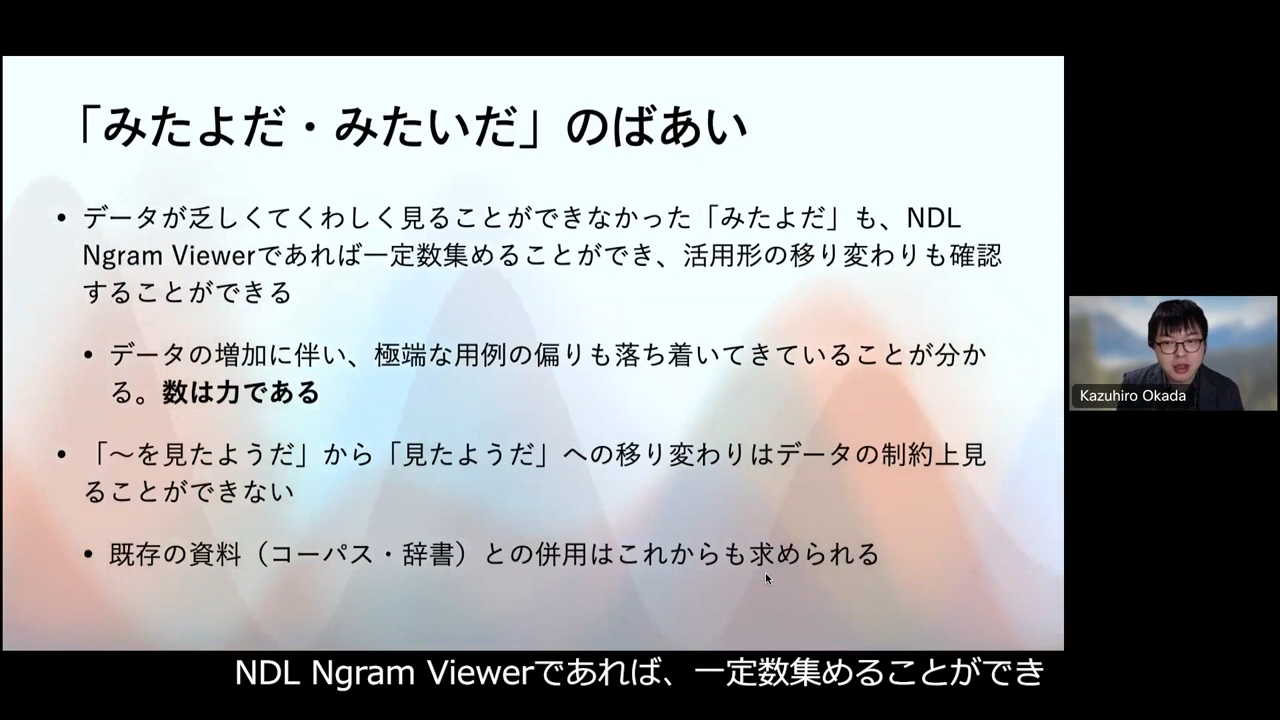 「みたよだ・みたいだ」のばあい
• データが乏しくてくわしく見ることができなかった「みたよだ」も、NDL
Ngram Viewerであれば一定数集めることができ、活用形の移り変わりも確認
することができる
• データの増加に伴い、極端な用例の偏りも落ち着いてきていることが分か
る。数は力である
• 「～を見たようだ」から「見たようだ」への移り変わりはデータの制約上見
ることができない
• 既存の資料（コーパス・辞書）との併用はこれからも求められる
Kazuhiro Okada
NDL Ngram Viewerであれば、一定数集めることができ